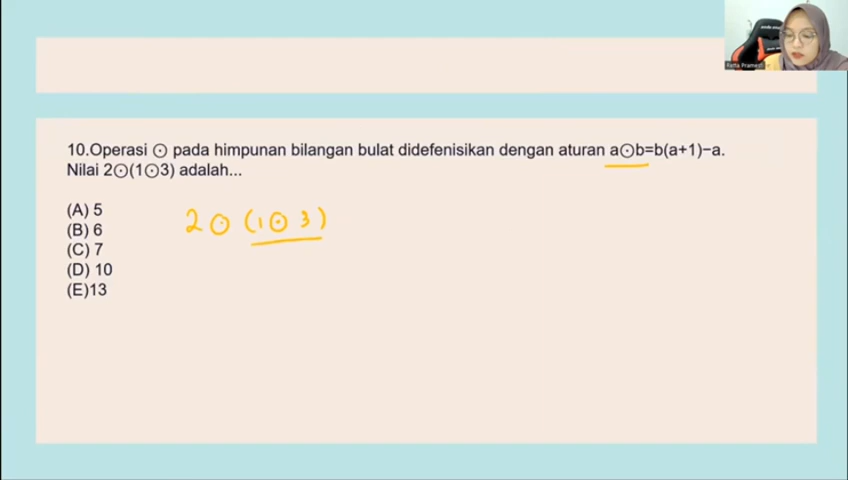 10.Operasi ⊙ pada himpunan bilangan bulat didefenisikan dengan aturan a⊙b=b(a+1)−a.
Nilai 2⊙(1⊙3) adalah...
(A) 5
(B) 6
(C) 7
(D) 10
(E)13
2 ⊙ (1 ⊙ 3)